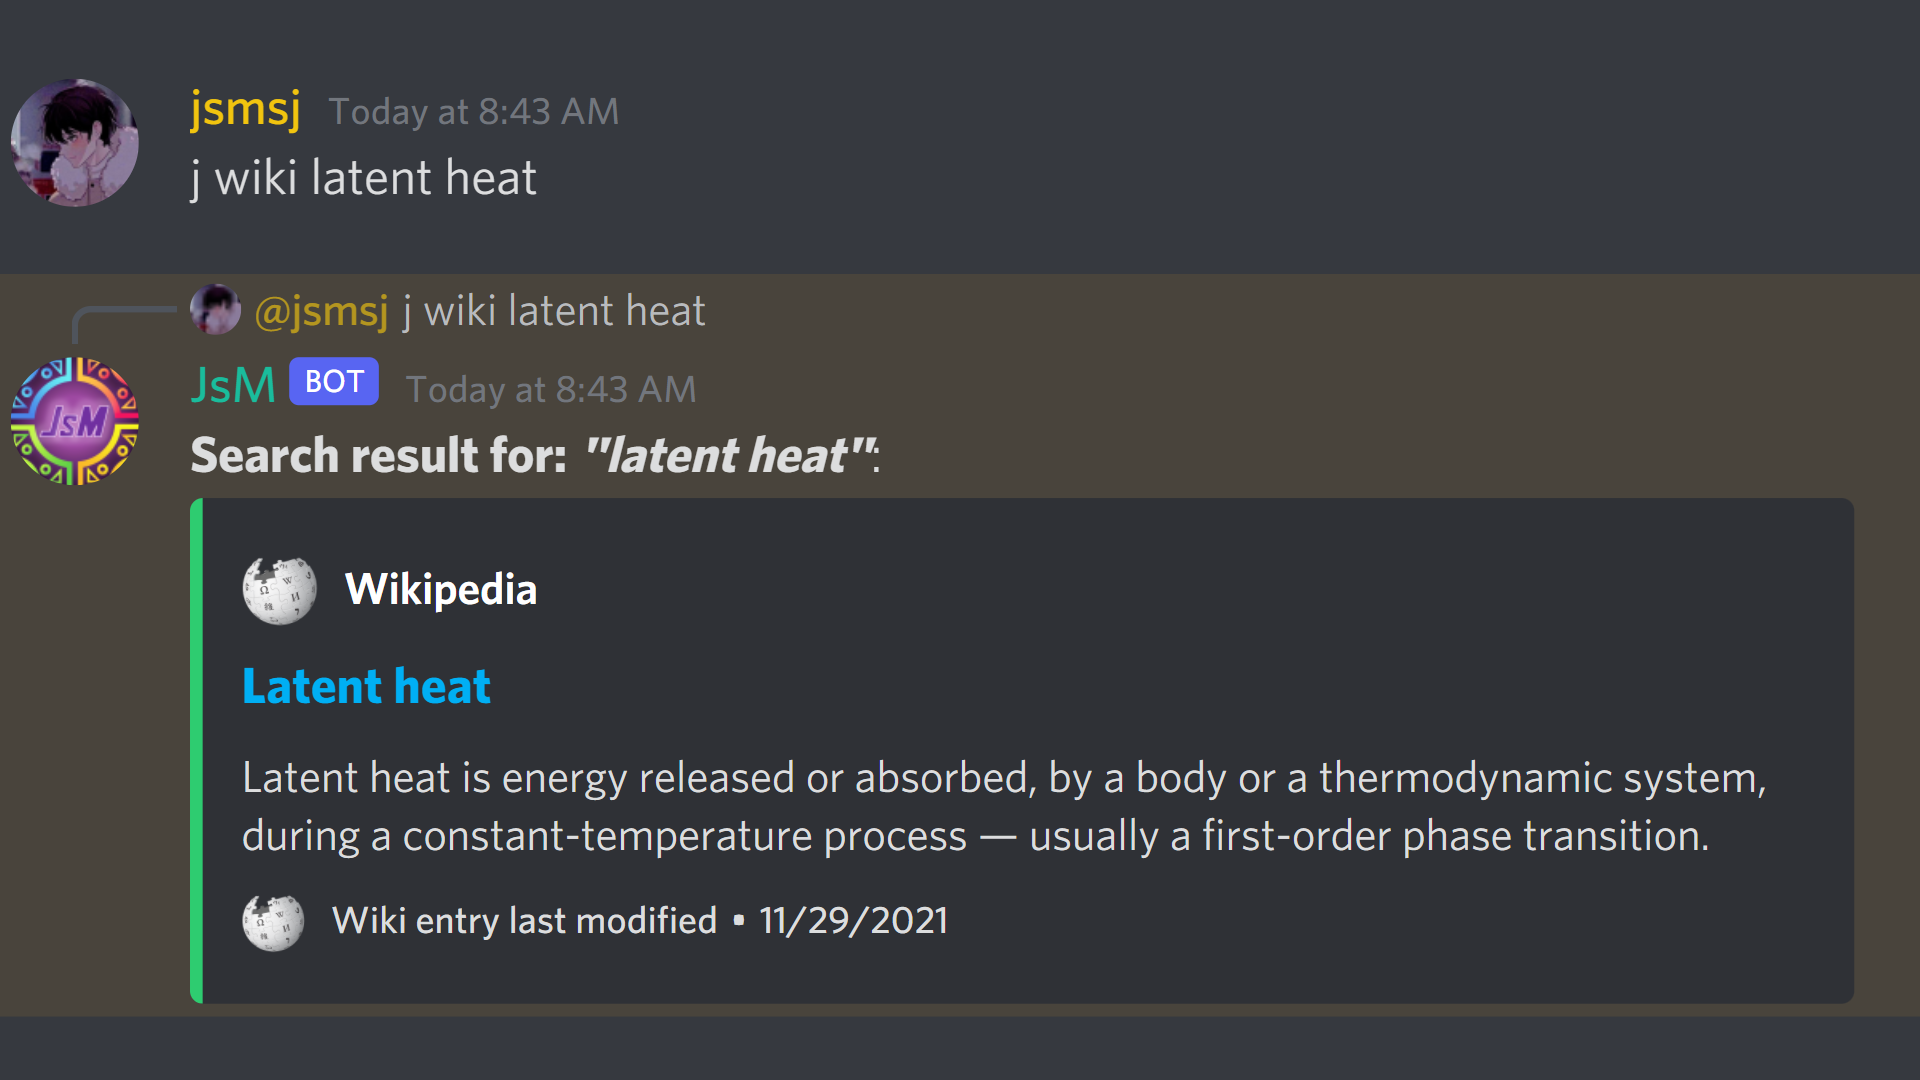 jsmsj Today at 8:43 AM
j wiki latent heat
@jsmsj j wiki latent heat
JsM BOT Today at 8:43 AM
JsM
Search result for: "latent heat":
Wikipedia
Latent heat
Latent heat is energy released or absorbed, by a body or a thermodynamic system,
during a constant-temperature process — usually a first-order phase transition.
Wiki entry last modified • 11/29/2021